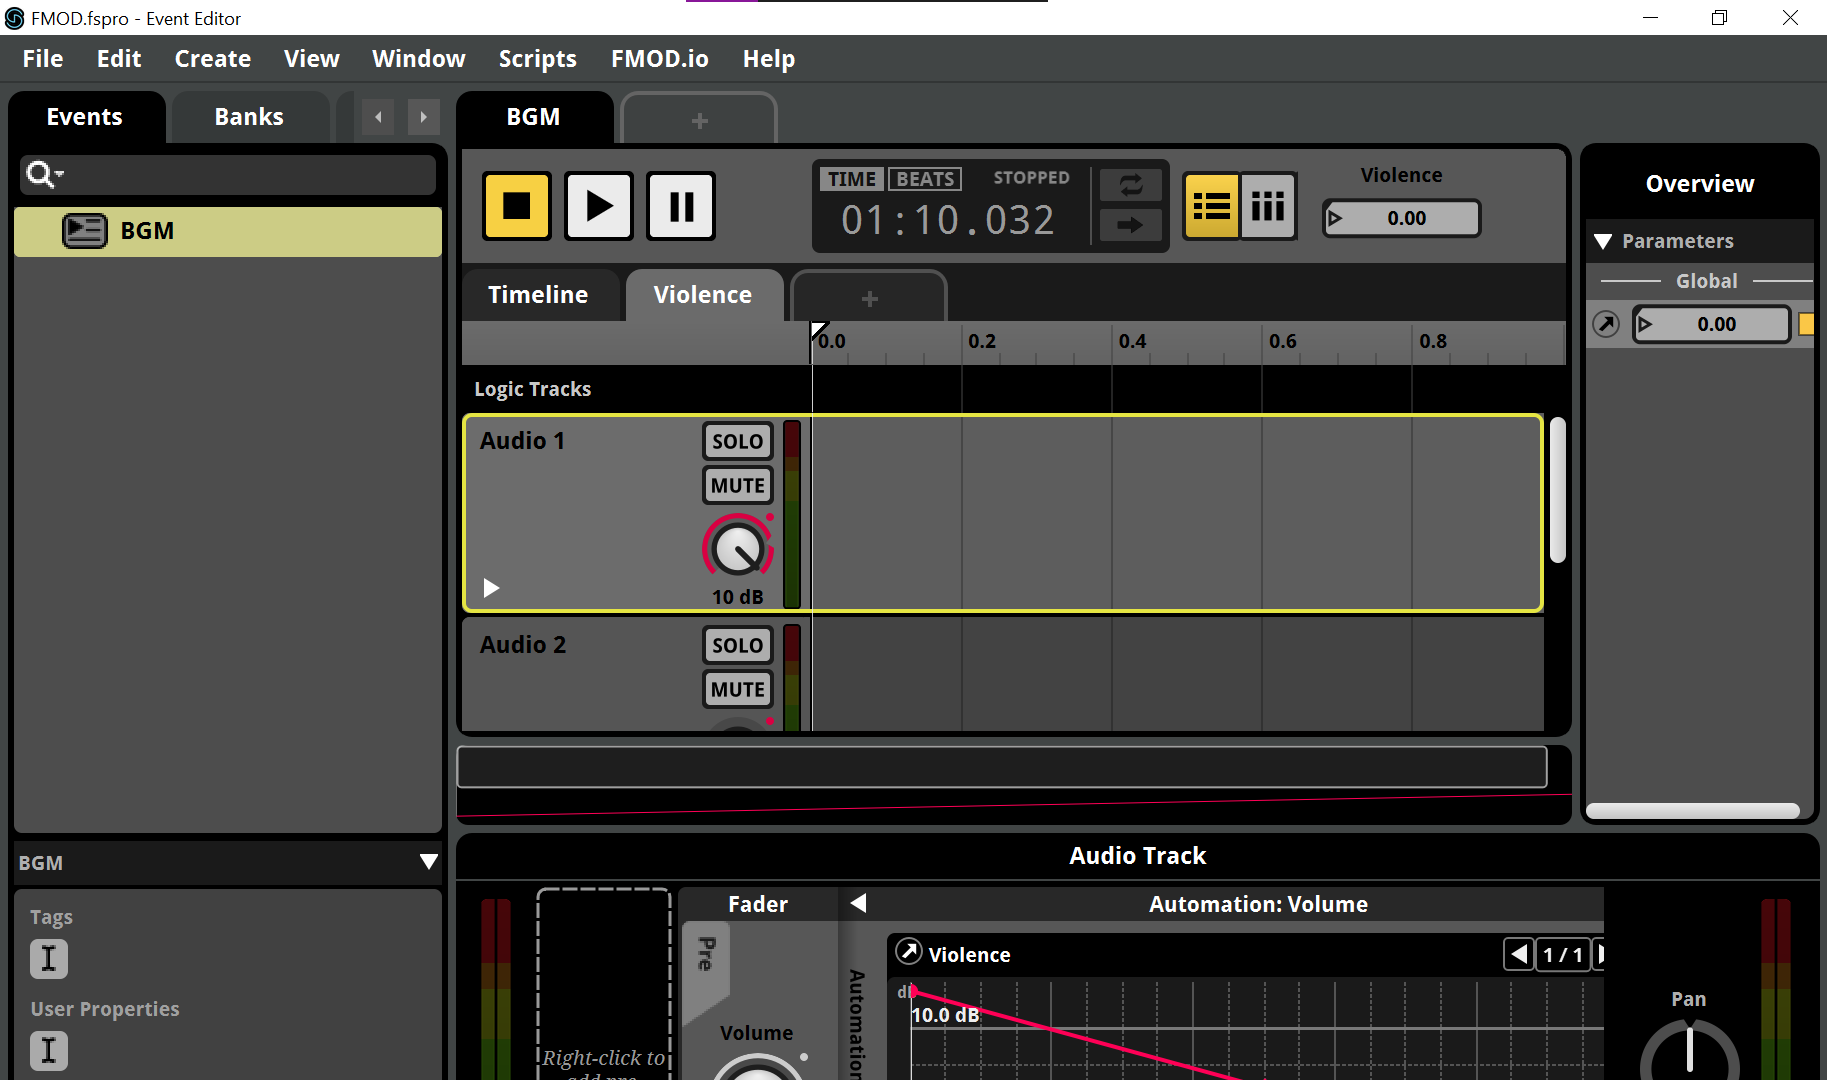 FMOD.fspro - Event Editor
File Edit Create View Window Scripts FMOD.io Help
Events Banks
BGM +
BGM
TIME BEATS STOPPED
01:10.032
Violence
0.00
Timeline Violence +
0.0 0.2 0.4 0.6 0.8
Logic Tracks
Audio 1
SOLO
MUTE
10 dB
Audio 2
SOLO
MUTE
Overview
Parameters
Global
0.00
BGM
Tags
User Properties
Audio Track
Right-click to
Fader
Pre
Volume
Automation
Automation: Volume
Violence
1 / 1
10.0 dB
Pan